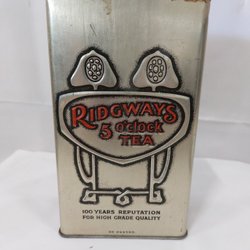 RIDGWAYS
5 o'clock
TEA
100 YEARS REPUTATION
FOR HIGH GRADE QUALITY